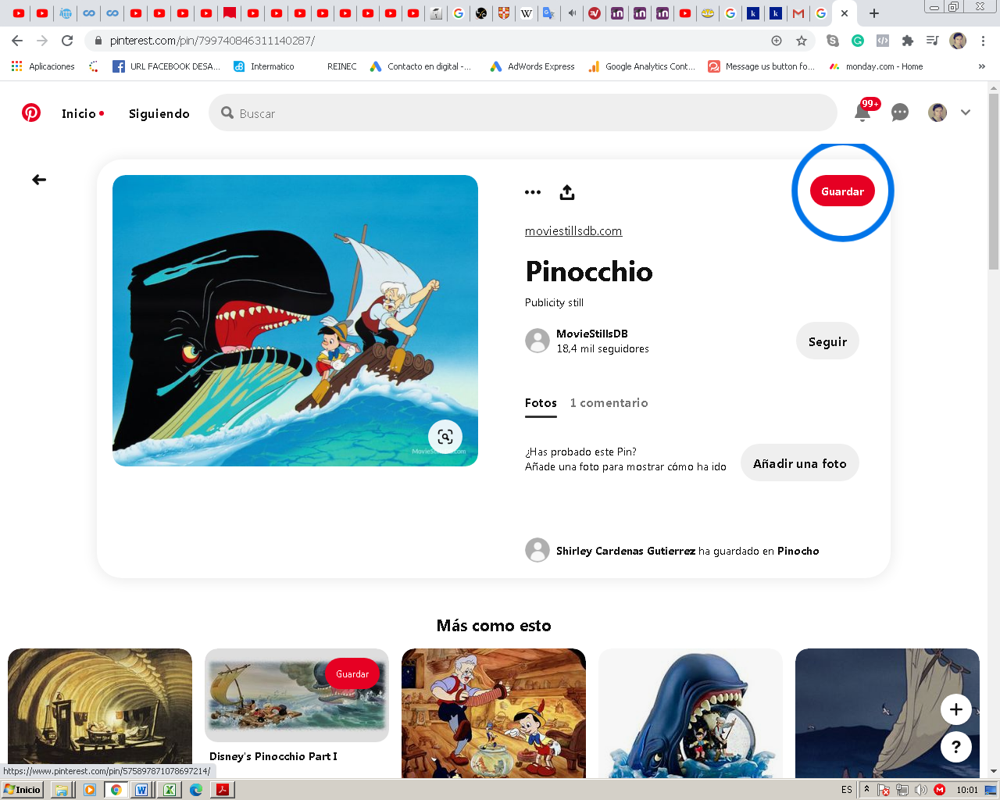 pinterest.com/pin/799740846311140287/
Aplicaciones
URL FACEBOOK DESA...
Intermatico
REINEC
Contacto en digital -...
AdWords Express
Google Analytics Cont...
Message us button fo...
monday.com - Home
»
Inicio
Siguiendo
Buscar
99+
Guardar
moviestillsdb.com
Pinocchio
Publicity still
MovieStillsDB
18,4 mil seguidores
Seguir
Fotos
1 comentario
¿Has probado este Pin?
Añade una foto para mostrar cómo ha ido
Añadir una foto
Shirley Cardenas Gutierrez ha guardado en Pinocho
Más como esto
Guardar
Disney's Pinocchio Part I
https://www.pinterest.com/pin/575897871078697214/
Inicio
ES
10:01